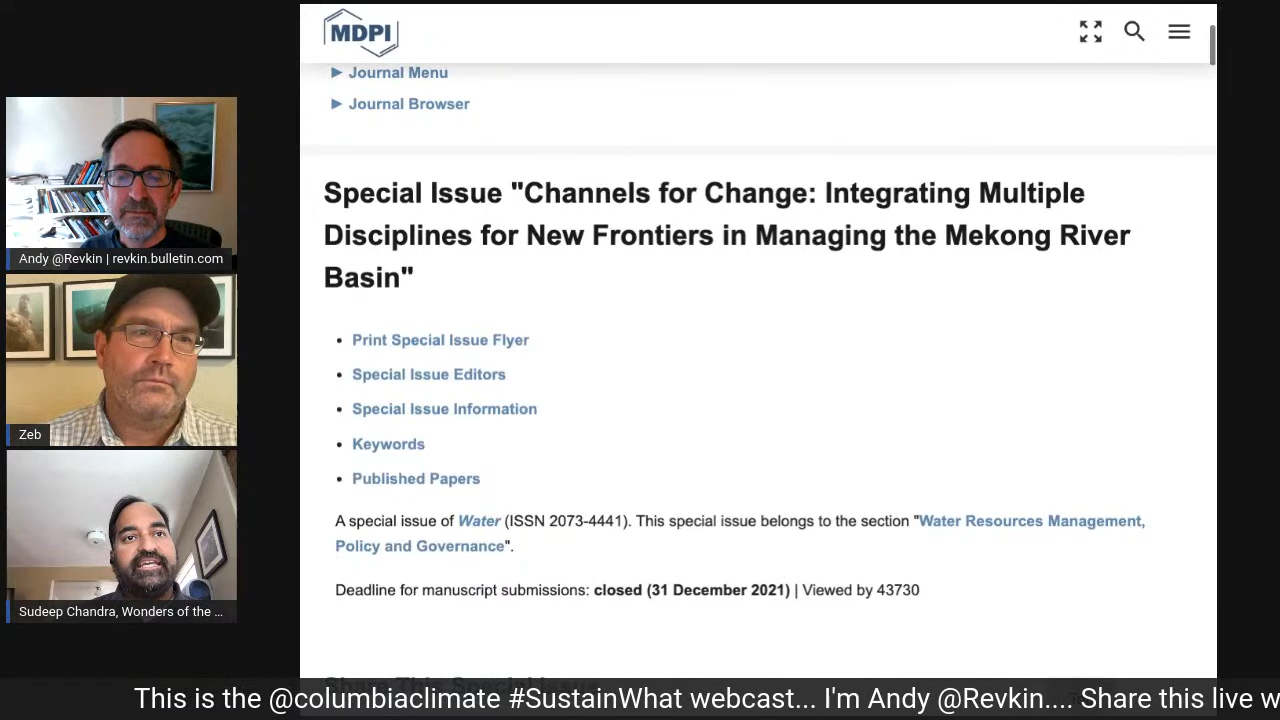 MDPI
Journal Menu
Journal Browser
Special Issue "Channels for Change: Integrating Multiple
Disciplines for New Frontiers in Managing the Mekong River
Basin"
Print Special Issue Flyer
Special Issue Editors
Special Issue Information
Keywords
Published Papers
A special issue of Water (ISSN 2073-4441). This special issue belongs to the section "Water Resources Management,
Policy and Governance".
Deadline for manuscript submissions: closed (31 December 2021) | Viewed by 43730
Share This Special Issue
Andy @Revkin | revkin.bulletin.com
Zeb
Sudeep Chandra, Wonders of the ...
This is the @columbiaclimate #SustainWhat webcast... I'm Andy @Revkin.... Share this live w